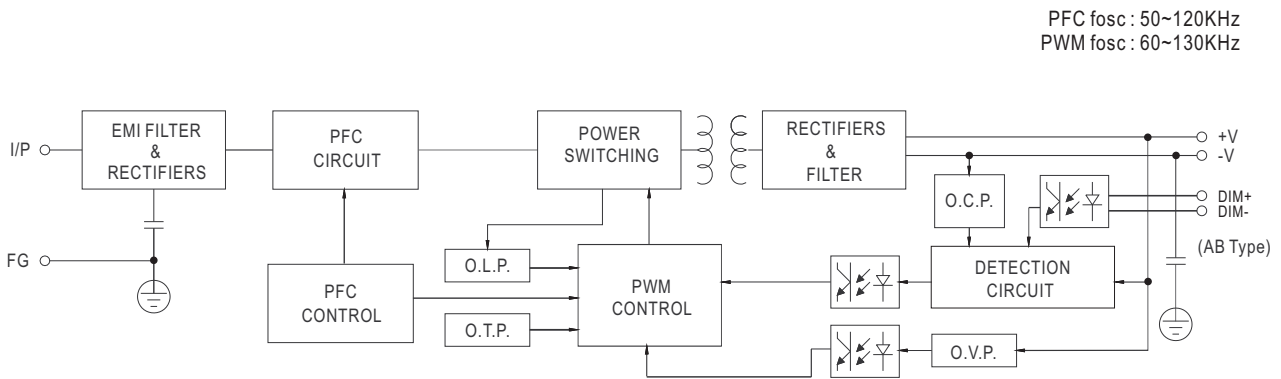 PFC fosc : 50~120KHz
PWM fosc : 60~130KHz
I/P
EMI FILTER
&
RECTIFIERS
PFC
CIRCUIT
POWER
SWITCHING
RECTIFIERS
&
FILTER
+V
-V
O.C.P.
DIM+
DIM-
(AB Type)
FG
O.L.P.
PFC
CONTROL
O.T.P.
PWM
CONTROL
DETECTION
CIRCUIT
O.V.P.